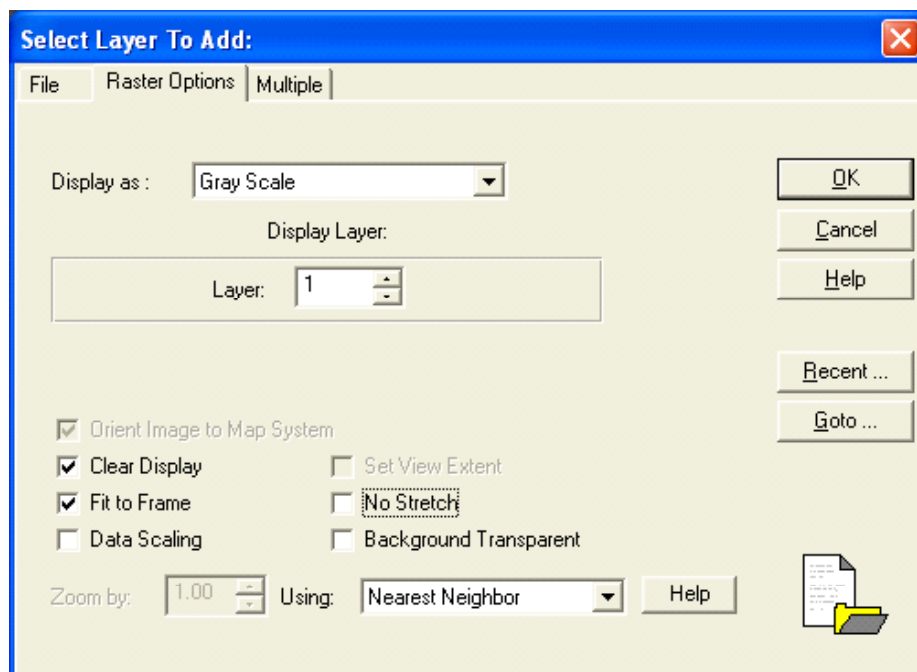 Select Layer To Add:
File Raster Options Multiple
Display as : Gray Scale
OK
Display Layer:
Cancel
Layer: 1
Help
Recent ...
Goto ...
Orient Image to Map System
Clear Display Set View Extent
Fit to Frame No Stretch
Data Scaling Background Transparent
Zoom by: 1.00 Using: Nearest Neighbor Help